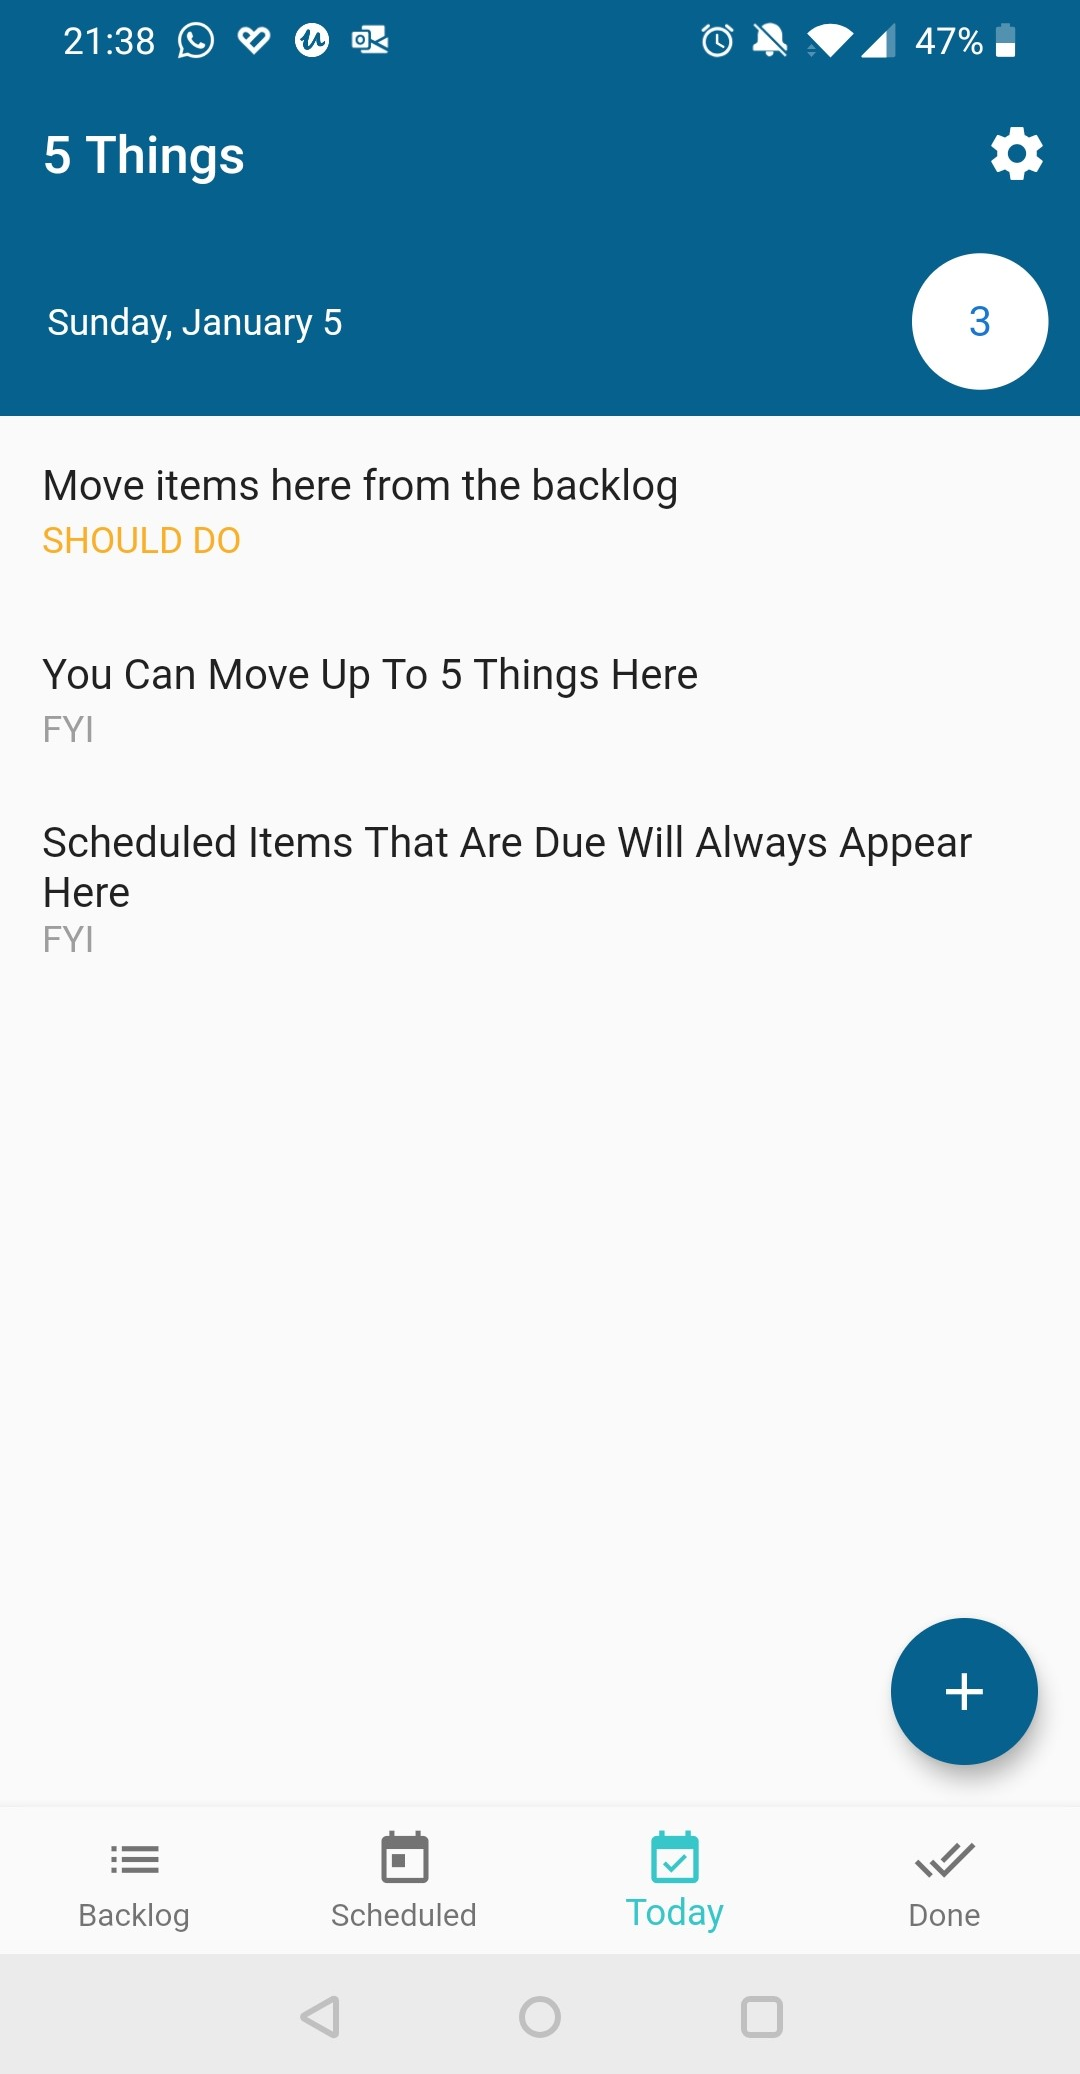 21:38
47%
5 Things
Sunday, January 5
3
Move items here from the backlog
SHOULD DO
You Can Move Up To 5 Things Here
FYI
Scheduled Items That Are Due Will Always Appear
Here
FYI
Backlog
Scheduled
Today
Done